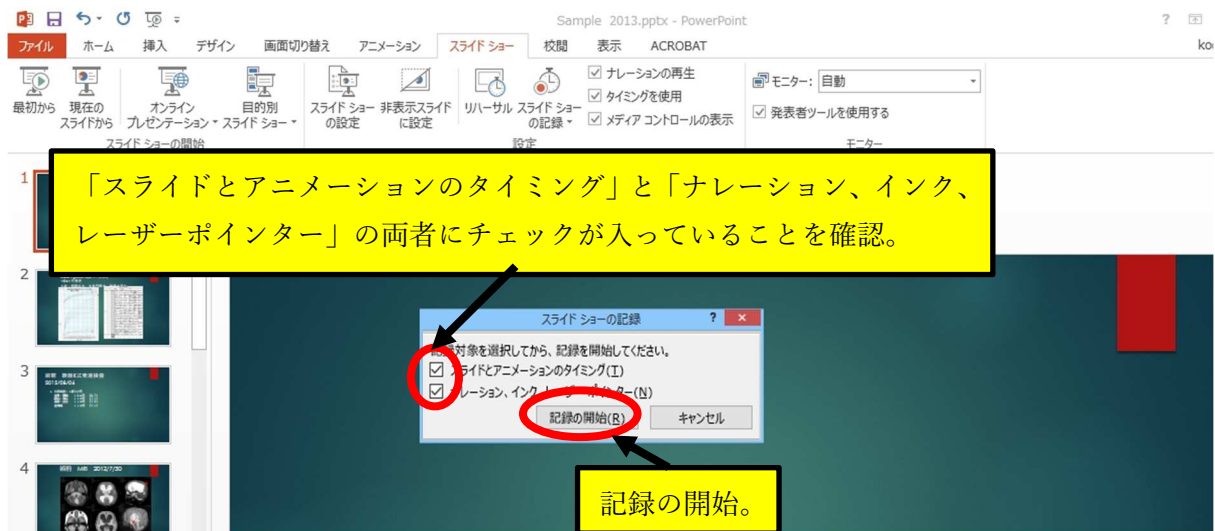 Sample 2013.pptx - PowerPoint
?
ファイル ホーム 挿入 デザイン 画面切り替え アニメーション スライド ショー 校閲 表示 ACROBAT
最初から 現在の スライドから オンライン プレゼンテーション 目的別 スライド ショー スライド ショー の設定 非表示スライド に設定 リハーサル スライド ショー の記録
ナレーションの再生
タイミングを使用
メディア コントロールの表示
モニター: 自動
発表者ツールを使用する
スライド ショーの開始 設定 モニター
1
「スライドとアニメーションのタイミング」と「ナレーション、インク、
レーザーポインター」の両者にチェックが入っていることを確認。
2
スライド ショーの記録 ? ×
対象を選択してから、記録を開始してください。
スライドとアニメーションのタイミング(T)
ナレーション、インク、レーザー ポインター(N)
記録の開始(R) キャンセル
3
4
MRI 2012/7/30
記録の開始。